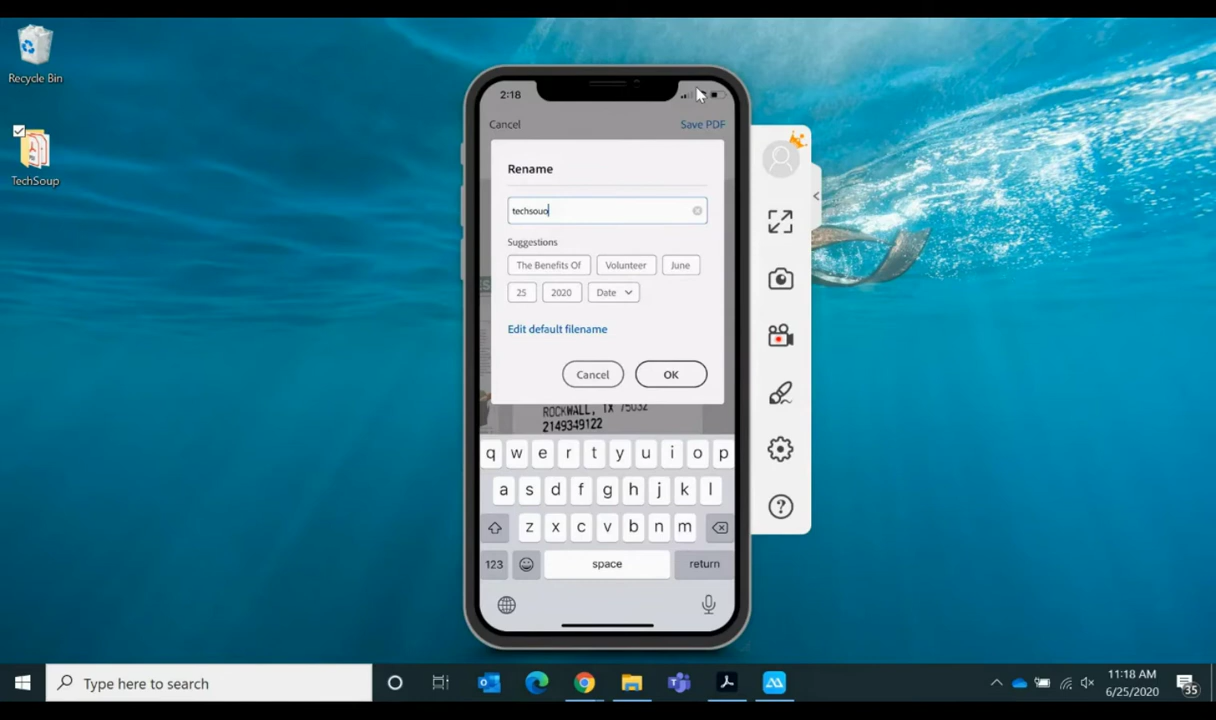 Recycle Bin
TechSoup
2:18
Cancel
Save PDF
Rename
techsouo
Suggestions
The Benefits Of
Volunteer
June
25
2020
Date
Edit default filename
Cancel
OK
ROCKWALL, TX 75032
2149349122
q w e r t y u i o p
a s d f g h j k l
z x c v b n m
123
space
return
Type here to search
11:18 AM
6/25/2020
35